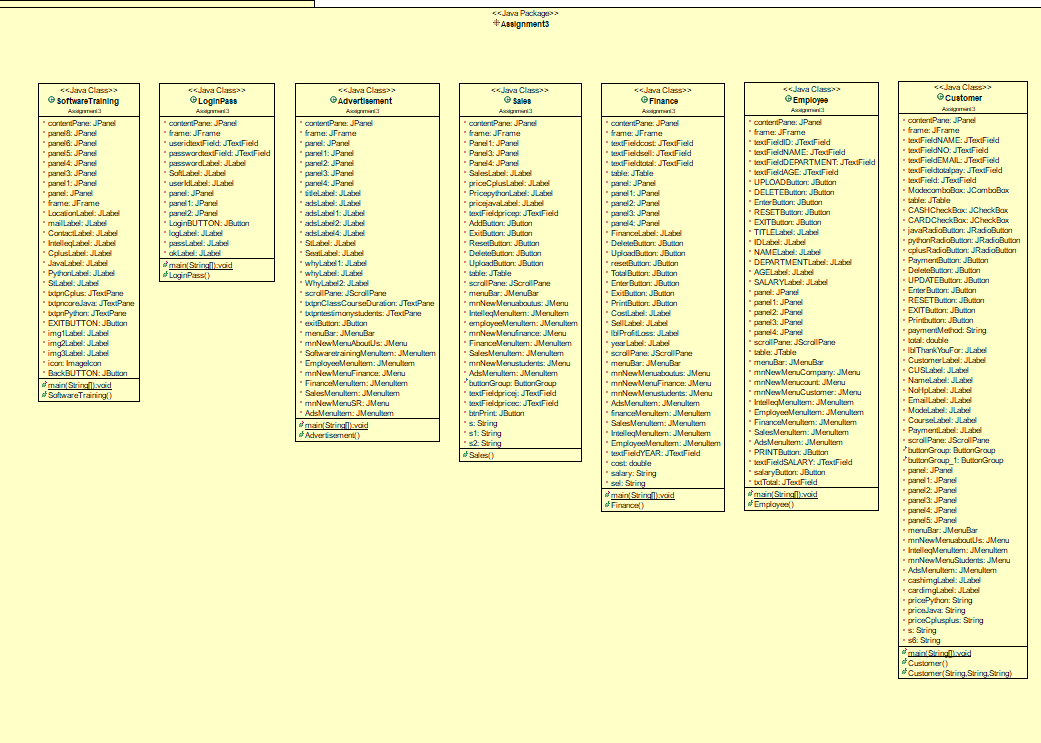 <<Java Package>>
Assignment3
<<Java Class>>
SoftwareTraining
Assignment3
contentPane: JPanel
panel8: JPanel
panel6: JPanel
panel5: JPanel
panel4: JPanel
panel3: JPanel
panel1: JPanel
panel: JPanel
frame: JFrame
LocationLabel: JLabel
mailLabel: JLabel
ContactLabel: JLabel
IntelleqLabel: JLabel
CplusLabel: JLabel
JavaLabel: JLabel
PythonLabel: JLabel
StLabel: JLabel
txtpnCplus: JTextPane
txtpncoreJava: JTextPane
txtpnPython: JTextPane
EXITBUTTON: JButton
img1Label: JLabel
img2Label: JLabel
img3Label: JLabel
icon: ImageIcon
BackBUTTON: JButton
main(String[]):void
SoftwareTraining()
<<Java Class>>
LoginPass
Assignment3
contentPane: JPanel
frame: JFrame
useridtextField: JTextField
passwordtextField: JTextField
passwordLabel: JLabel
SoftLabel: JLabel
userIdLabel: JLabel
panel: JPanel
panel1: JPanel
panel2: JPanel
LoginBUTTON: JButton
logLabel: JLabel
passLabel: JLabel
okLabel: JLabel
main(String[]):void
LoginPass()
<<Java Class>>
Advertisement
Assignment3
contentPane: JPanel
frame: JFrame
panel: JPanel
panel1: JPanel
panel2: JPanel
panel3: JPanel
panel4: JPanel
titleLabel: JLabel
adsLabel: JLabel
adsLabel1: JLabel
adsLabel2: JLabel
adsLabel4: JLabel
StLabel: JLabel
SeatLabel: JLabel
whyLabel1: JLabel
whyLabel: JLabel
WhyLabel2: JLabel
scrollPane: JScrollPane
txtpnClassCourseDuration: JTextPane
txtpntestimonystudents: JTextPane
exitButton: JButton
menuBar: JMenuBar
mnNewMenuAboutUs: JMenu
SoftwaretrainingMenuItem: JMenuItem
EmployeeMenuItem: JMenuItem
mnNewMenuFinance: JMenu
FinanceMenuItem: JMenuItem
SalesMenuItem: JMenuItem
mnNewMenuSR: JMenu
AdsMenuItem: JMenuItem
main(String[]):void
Advertisement()
<<Java Class>>
Sales
Assignment3
contentPane: JPanel
frame: JFrame
Panel1: JPanel
Panel3: JPanel
Panel4: JPanel
SalesLabel: JLabel
priceCplusLabel: JLabel
PricepythonLabel: JLabel
pricejavaLabel: JLabel
textFieldpricep: JTextField
AddButton: JButton
ExitButton: JButton
ResetButton: JButton
DeleteButton: JButton
UploadButton: JButton
table: JTable
scrollPane: JScrollPane
menuBar: JMenuBar
mnNewMenuaboutus: JMenu
IntelleqMenuItem: JMenuItem
employeeMenuItem: JMenuItem
mnNewMenufinance: JMenu
FinanceMenuItem: JMenuItem
SalesMenuItem: JMenuItem
mnNewMenustudents: JMenu
AdsMenuItem: JMenuItem
buttonGroup: ButtonGroup
textFieldpricej: JTextField
textFieldpricec: JTextField
btnPrint: JButton
s: String
s1: String
s2: String
Sales()
<<Java Class>>
Finance
Assignment3
contentPane: JPanel
frame: JFrame
textFieldcost: JTextField
textFieldsell: JTextField
textFieldtotal: JTextField
table: JTable
panel: JPanel
panel1: JPanel
panel2: JPanel
panel3: JPanel
panel4: JPanel
FinanceLabel: JLabel
DeleteButton: JButton
UploadButton: JButton
resetButton: JButton
TotalButton: JButton
EnterButton: JButton
ExitButton: JButton
PrintButton: JButton
CostLabel: JLabel
SellLabel: JLabel
lblProfitLoss: JLabel
yearLabel: JLabel
scrollPane: JScrollPane
menuBar: JMenuBar
mnNewMenuaboutus: JMenu
mnNewMenuFinance: JMenu
mnNewMenustudents: JMenu
AdsMenuItem: JMenuItem
financeMenuItem: JMenuItem
SalesMenuItem: JMenuItem
IntelleqMenuItem: JMenuItem
EmployeeMenuItem: JMenuItem
textFieldYEAR: JTextField
cost: double
salary: String
sel: String
main(String[]):void
Finance()
<<Java Class>>
Employee
Assignment3
contentPane: JPanel
frame: JFrame
textFieldID: JTextField
textFieldNAME: JTextField
textFieldDEPARTMENT: JTextField
textFieldAGE: JTextField
UPLOADButton: JButton
DELETEButton: JButton
EnterButton: JButton
RESETButton: JButton
EXITButton: JButton
TITLELabel: JLabel
IDLabel: JLabel
NAMELabel: JLabel
DEPARTMENTLabel: JLabel
AGELabel: JLabel
SALARYLabel: JLabel
panel: JPanel
panel1: JPanel
panel2: JPanel
panel3: JPanel
panel4: JPanel
scrollPane: JScrollPane
table: JTable
menuBar: JMenuBar
mnNewMenuCompany: JMenu
mnNewMenucount: JMenu
mnNewMenuCustomer: JMenu
IntelleqMenuItem: JMenuItem
EmployeeMenuItem: JMenuItem
FinanceMenuItem: JMenuItem
SalesMenuItem: JMenuItem
AdsMenuItem: JMenuItem
PRINTButton: JButton
textFieldSALARY: JTextField
salaryButton: JButton
txtTotal: JTextField
main(String[]):void
Employee()
<<Java Class>>
Customer
Assignment3
contentPane: JPanel
frame: JFrame
textFieldNAME: JTextField
textFieldNO: JTextField
textFieldEMAIL: JTextField
textFieldtotalpay: JTextField
textField: JTextField
ModecomboBox: JComboBox
table: JTable
CASHCheckBox: JCheckBox
CARDCheckBox: JCheckBox
javaRadioButton: JRadioButton
pythonRadioButton: JRadioButton
cplusRadioButton: JRadioButton
PaymentButton: JButton
DeleteButton: JButton
UPDATEButton: JButton
EnterButton: JButton
RESETButton: JButton
EXITButton: JButton
Printbutton: JButton
paymentMethod: String
total: double
lblThankYouFor: JLabel
CustomerLabel: JLabel
CUSLabel: JLabel
NameLabel: JLabel
NoHpLabel: JLabel
EmailLabel: JLabel
ModeLabel: JLabel
CourseLabel: JLabel
PaymentLabel: JLabel
scrollPane: JScrollPane
buttonGroup: ButtonGroup
buttonGroup_1: ButtonGroup
panel: JPanel
panel1: JPanel
panel2: JPanel
panel3: JPanel
panel4: JPanel
panel5: JPanel
menuBar: JMenuBar
mnNewMenuaboutUs: JMenu
IntelleqMenuItem: JMenuItem
mnNewMenuStudents: JMenu
AdsMenuItem: JMenuItem
cashimgLabel: JLabel
cardimgLabel: JLabel
pricePython: String
priceJava: String
priceCplusplus: String
s: String
s6: String
main(String[]):void
Customer()
Customer(String,String,String)